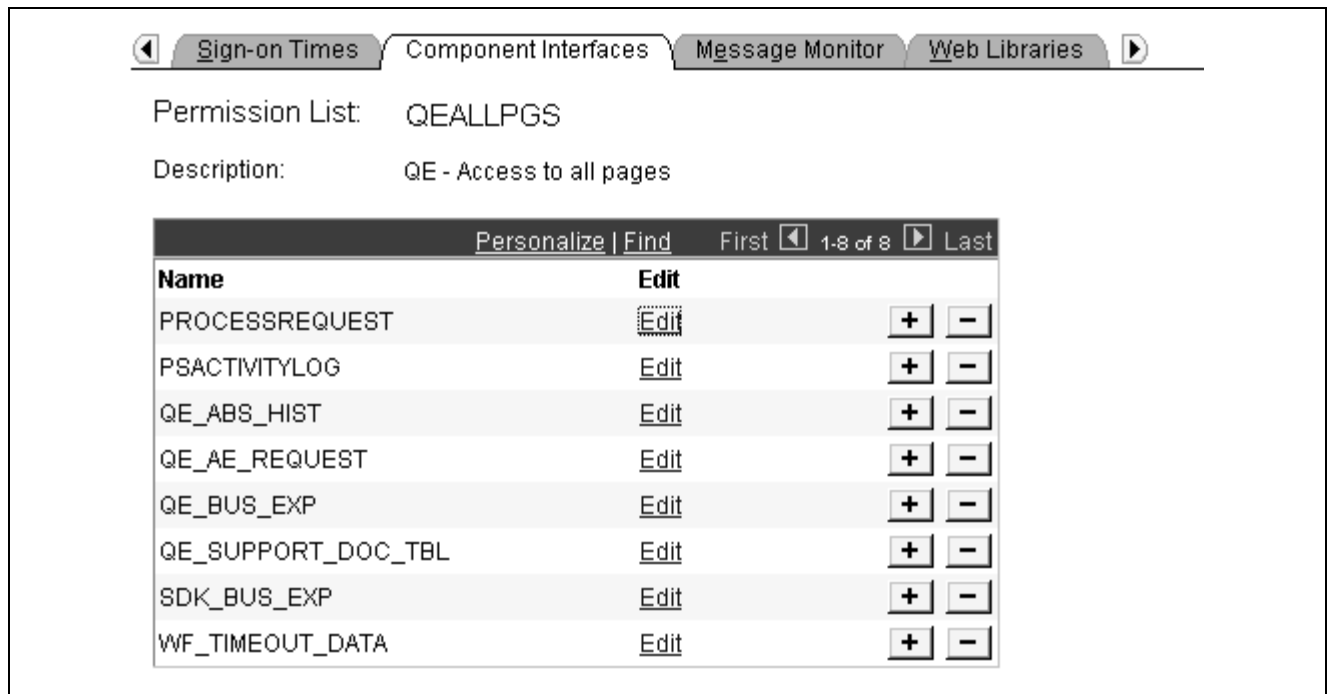 Sign-on Times Component Interfaces Message Monitor Web Libraries
Permission List: QEALLPGS
Description: QE - Access to all pages
Personalize | Find First 1-8 of 8 Last
Name Edit
PROCESSREQUEST Edit + -
PSACTIVITYLOG Edit + -
QE_ABS_HIST Edit + -
QE_AE_REQUEST Edit + -
QE_BUS_EXP Edit + -
QE_SUPPORT_DOC_TBL Edit + -
SDK_BUS_EXP Edit + -
WF_TIMEOUT_DATA Edit + -